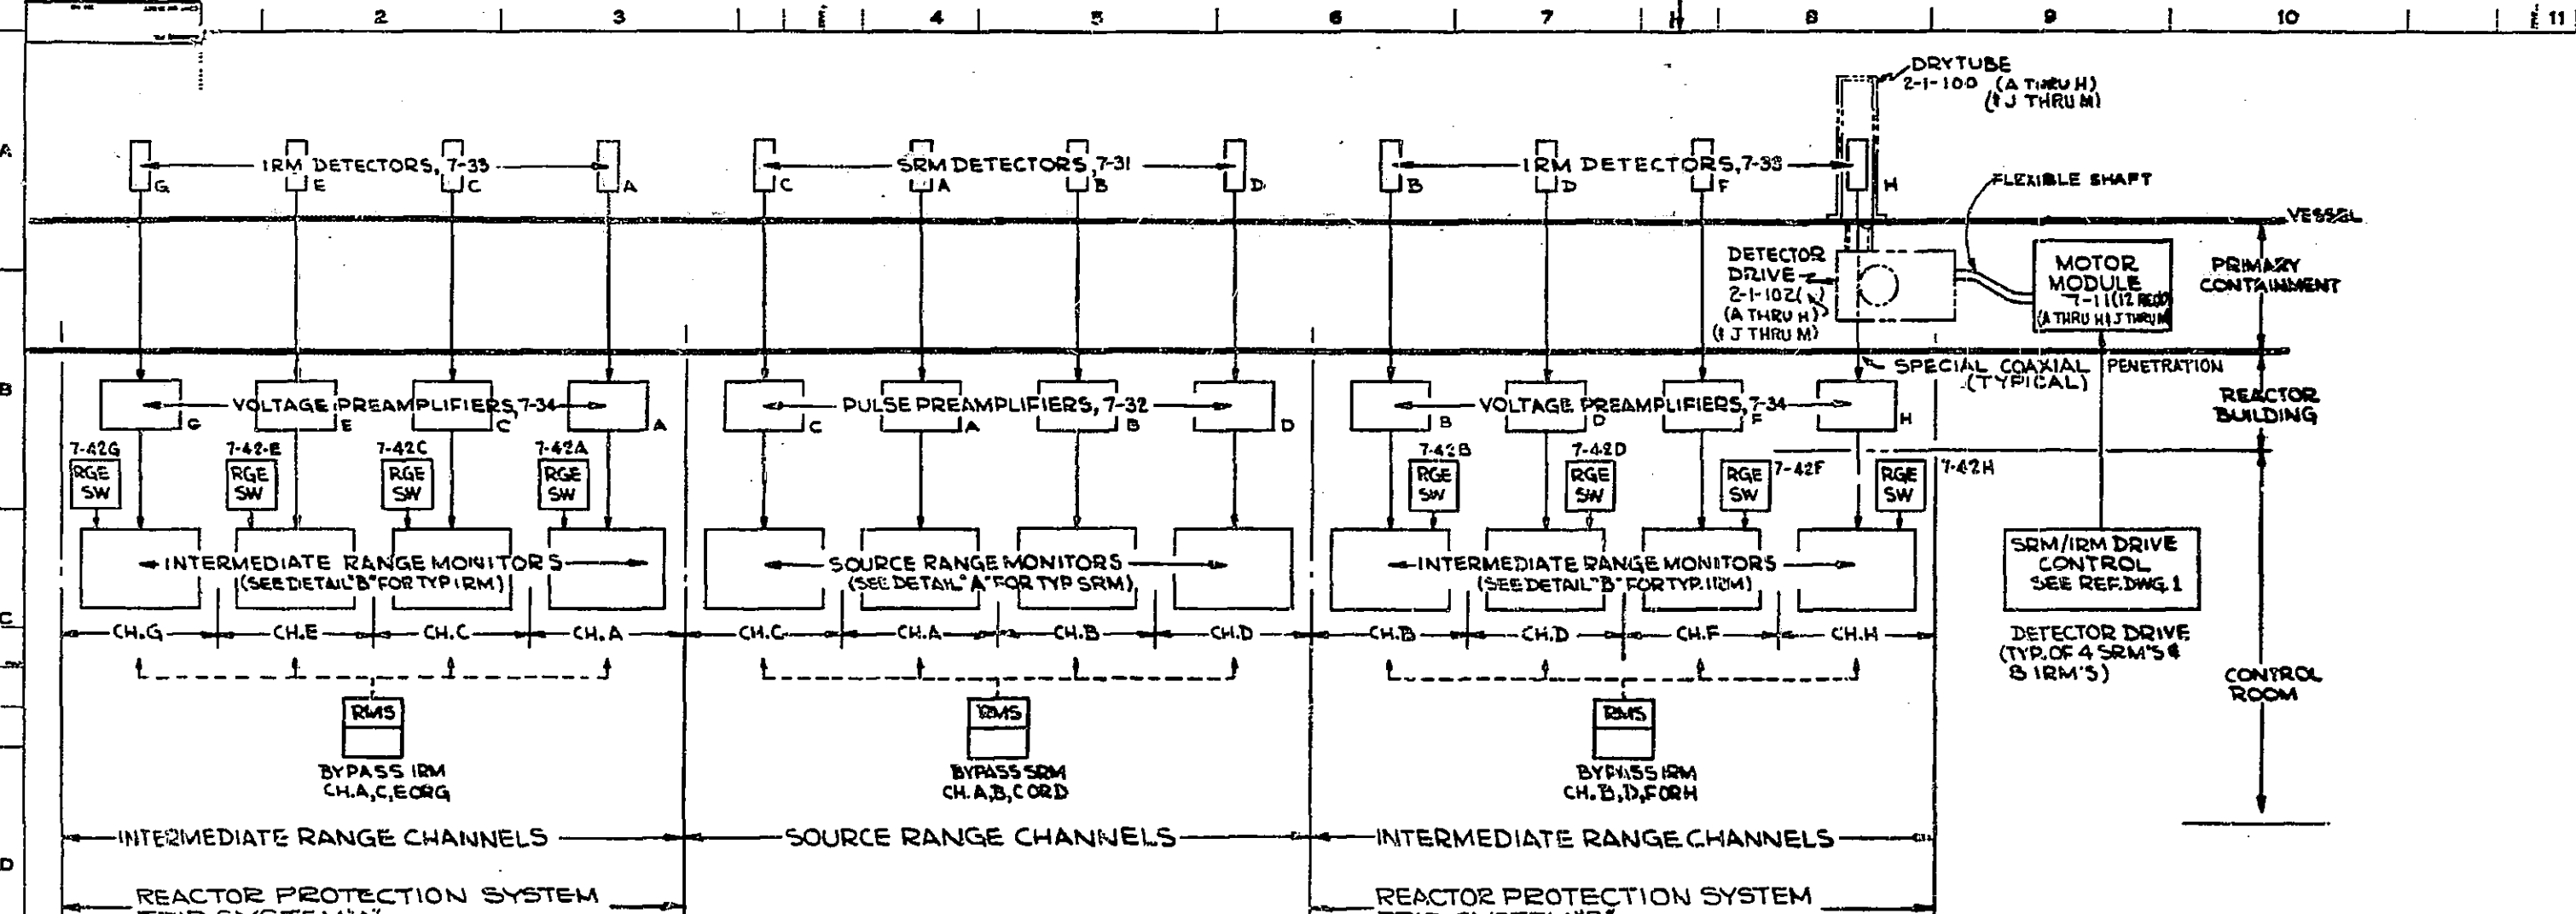 2 3 4 5 6 7 8 9 10 11
DRYTUBE
2-1-100 (A THRU H)
(& J THRU M)
A
IRM DETECTORS, 7-33
SRM DETECTORS, 7-31
IRM DETECTORS, 7-33
G E C A C A B D B D F H
FLEXIBLE SHAFT
VESSEL
DETECTOR
DRIVE
2-1-102( )
(A THRU H)
(& J THRU M)
MOTOR
MODULE
7-11 (12 REQD)
(A THRU H & J THRU M)
PRIMARY
CONTAINMENT
SPECIAL COAXIAL PENETRATION
(TYPICAL)
B
VOLTAGE PREAMPLIFIERS, 7-34
PULSE PREAMPLIFIERS, 7-32
VOLTAGE PREAMPLIFIERS, 7-34
G E C A C A B D B D F H
REACTOR
BUILDING
7-42G 7-42-E 7-42C 7-42A 7-42B 7-42D 7-42F 7-42H
RGE RGE RGE RGE RGE RGE RGE RGE
SW SW SW SW SW SW SW SW
INTERMEDIATE RANGE MONITORS
(SEE DETAIL "B" FOR TYP IRM)
SOURCE RANGE MONITORS
(SEE DETAIL "A" FOR TYP SRM)
INTERMEDIATE RANGE MONITORS
(SEE DETAIL "B" FOR TYP. IRM)
SRM/IRM DRIVE
CONTROL
SEE REF. DWG. 1
C
CH.G CH.E CH.C CH.A CH.C CH.A CH.B CH.D CH.B CH.D CH.F CH.H
DETECTOR DRIVE
(TYP. OF 4 SRM'S &
8 IRM'S)
CONTROL
ROOM
RMS RMS RMS
BYPASS IRM
CH.A,C,E OR G
BYPASS SRM
CH.A,B,C OR D
BYPASS IRM
CH.B,D,F OR H
INTERMEDIATE RANGE CHANNELS
SOURCE RANGE CHANNELS
INTERMEDIATE RANGE CHANNELS
D
REACTOR PROTECTION SYSTEM
REACTOR PROTECTION SYSTEM